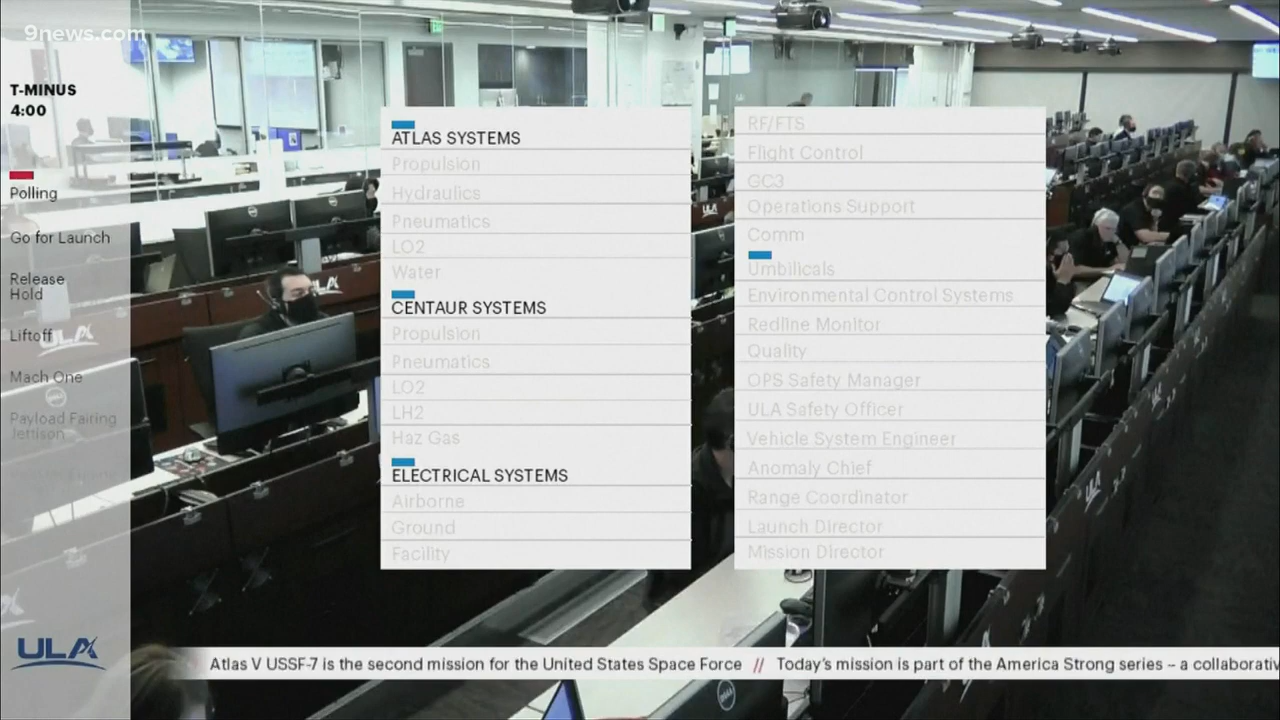 9news.com
T-MINUS
4:00
Polling
Go for Launch
Release
Hold
Liftoff
Mach One
Payload Fairing
Jettison
ULA
ATLAS SYSTEMS
Propulsion
Hydraulics
Pneumatics
LO2
Water
CENTAUR SYSTEMS
Propulsion
Pneumatics
LO2
LH2
Haz Gas
ELECTRICAL SYSTEMS
Airborne
Ground
Facility
RF/FTS
Flight Control
GC3
Operations Support
Comm
Umbilicals
Environmental Control Systems
Redline Monitor
Quality
OPS Safety Manager
ULA Safety Officer
Vehicle System Engineer
Anomaly Chief
Range Coordinator
Launch Director
Mission Director
ULA
ULA
ULA
ULA
Atlas V USSF-7 is the second mission for the United States Space Force // Today's mission is part of the America Strong series -- a collaborativ